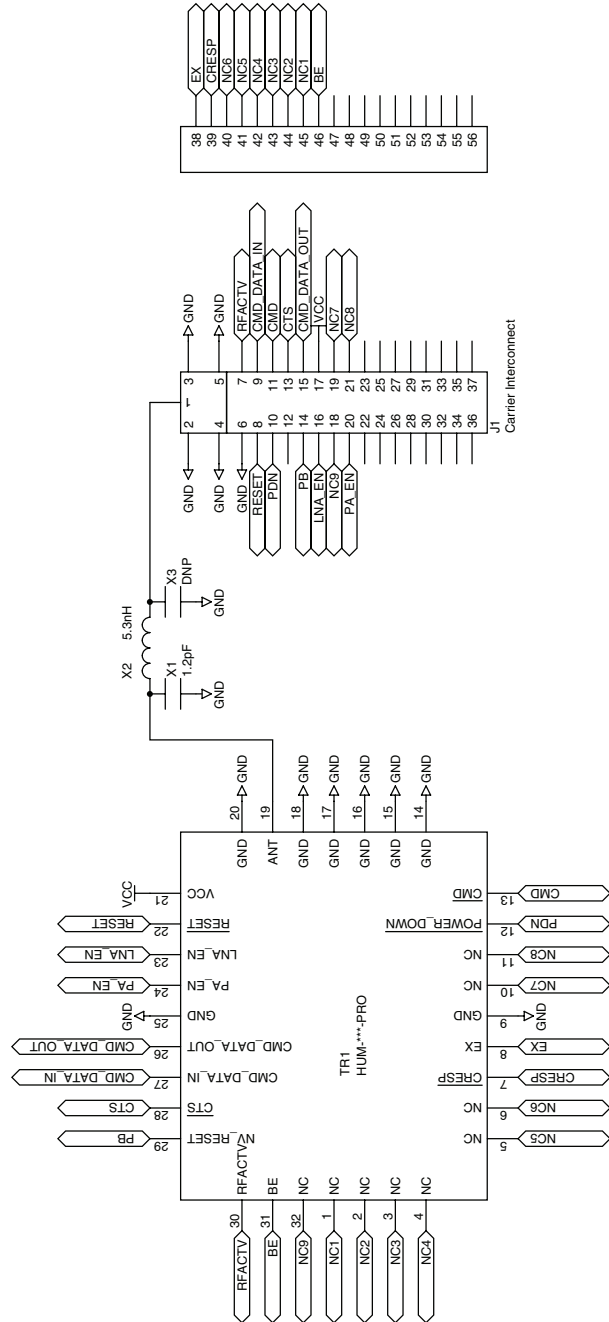 TR1
HUM-***-PRO
30 RFACTV RFACTV
31 BE BE
32 NC NC9
1 NC NC1
2 NC NC2
3 NC NC3
4 NC NC4
5 NC NC5
6 NC NC6
7 CRESP CRESP
8 EX EX
9 GND GND
10 NC NC7
11 NC NC8
12 POWER_DOWN PDN
13 CMD CMD
14 GND GND
15 GND GND
16 GND GND
17 GND GND
18 GND GND
19 ANT
20 GND GND
21 VCC VCC
22 RESET RESET
23 LNA_EN LNA_EN
24 PA_EN PA_EN
25 GND GND
26 CMD_DATA_OUT CMD_DATA_OUT
27 CMD_DATA_IN CMD_DATA_IN
28 CTS CTS
29 NV_RESET PB
X1
1.2pF
GND
X2
5.3nH
X3
DNP
GND
1
GND 2
3 GND
GND 4
5 GND
GND 6
7 RFACTV
RESET 8
9 CMD_DATA_IN
PDN 10
11 CMD
12
13 CTS
PB 14
15 CMD_DATA_OUT
LNA_EN 16
17 VCC
NC9 18
19 NC7
PA_EN 20
21 NC8
22 23
24 25
26 27
28 29
30 31
32 33
34 35
36 37
J1
Carrier Interconnect
38 EX
39 CRESP
40 NC6
41 NC5
42 NC4
43 NC3
44 NC2
45 NC1
46 BE
47
48
49
50
51
52
53
54
55
56